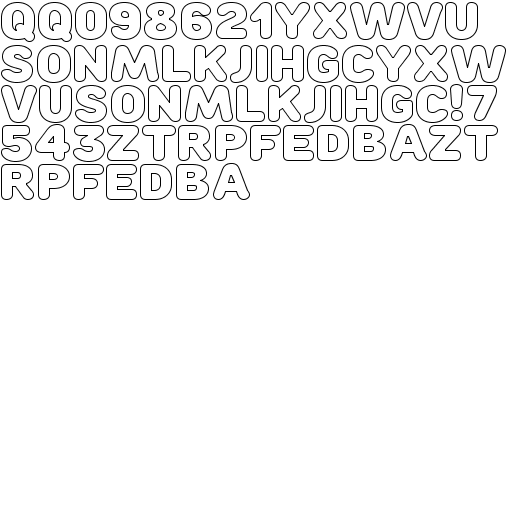 QQ098621YXWVU
SONMLKJIHGCYXW
VUSONMLKJIHGC!7
543ZTRPFEDBAZT
RPFEDBA